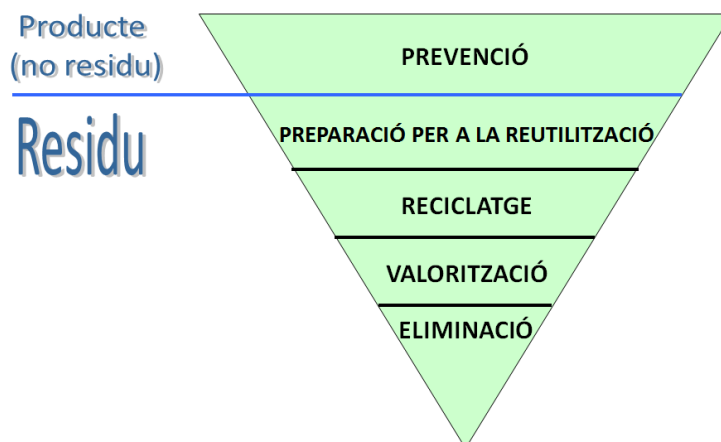 Producte
(no residu)
PREVENCIÓ
Residu
PREPARACIÓ PER A LA REUTILITZACIÓ
RECICLATGE
VALORITZACIÓ
ELIMINACIÓ